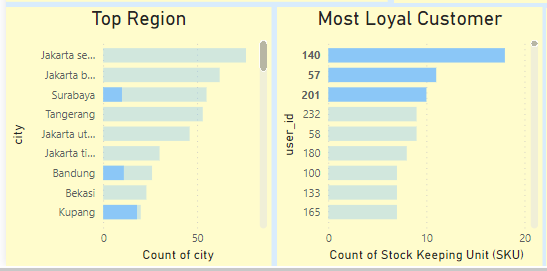 Top Region
Jakarta se...
Jakarta b...
Surabaya
Tangerang
Jakarta ut...
Jakarta ti...
Bandung
Bekasi
Kupang
city
0 50
Count of city
Most Loyal Customer
140
57
201
232
58
180
100
133
165
user_id
0 10 20
Count of Stock Keeping Unit (SKU)